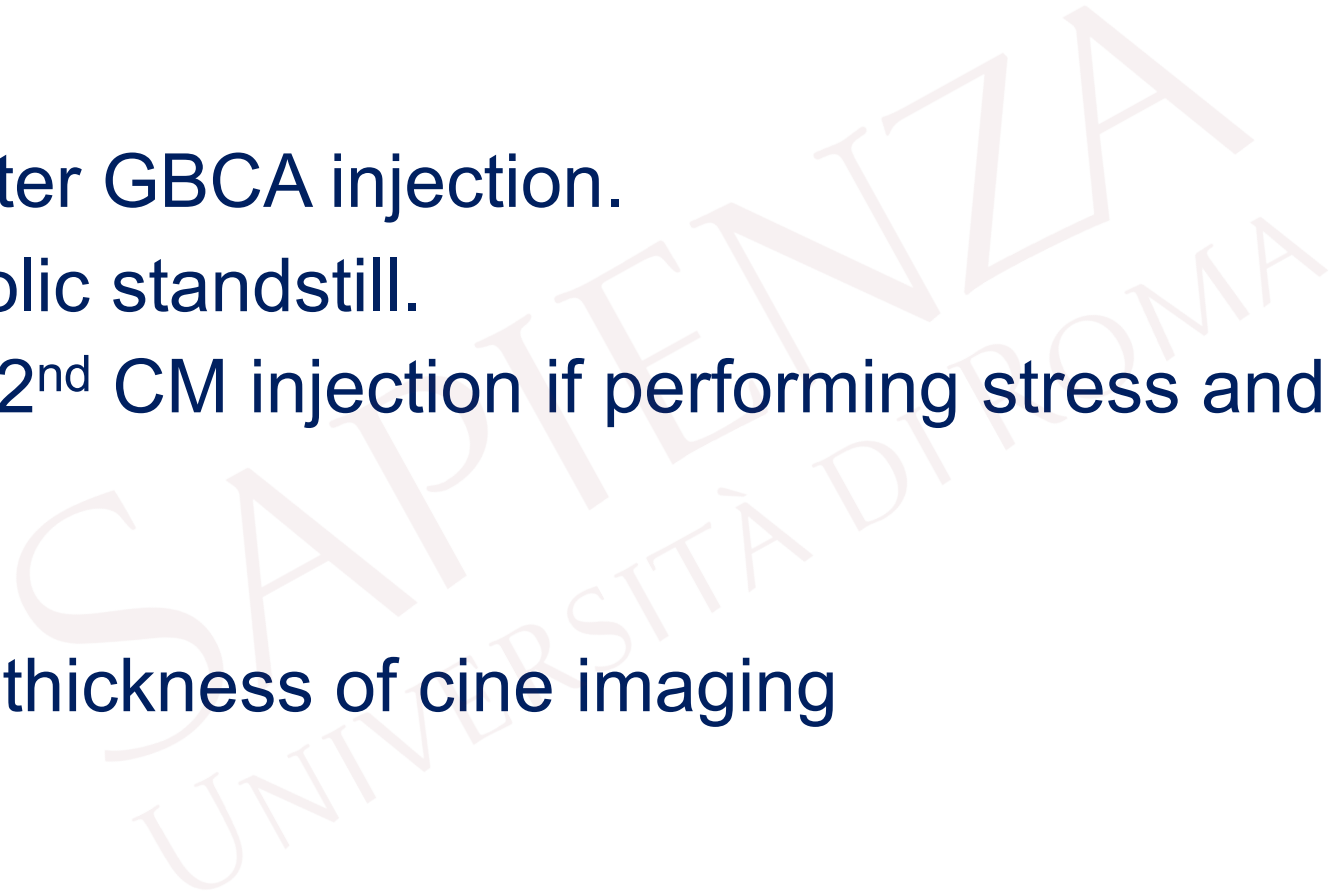 ter GBCA injection.
olic standstill.
2nd CM injection if performing stress and
thickness of cine imaging
SAPIENZA
UNIVERSITÀ DI ROMA